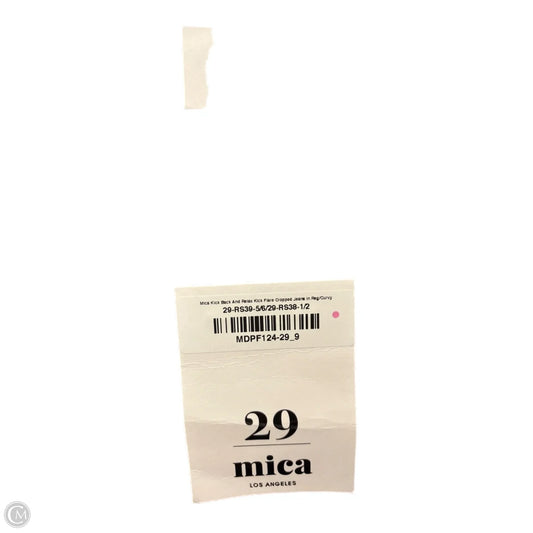 Mica Kick Back And Relax Kick Flare Cropped Jeans in Reg/Curvy
29-RS39-5/6/29-RS38-1/2
MDPF124-29_9
29
mica
LOS ANGELES
CM